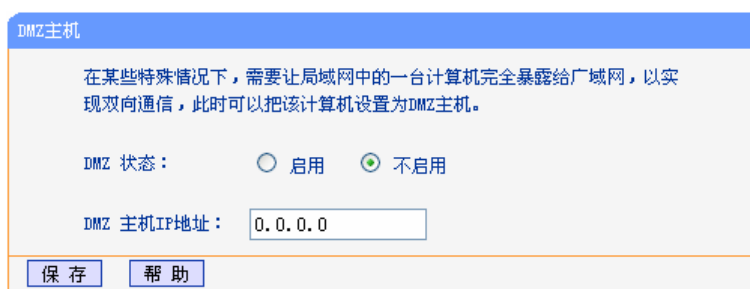 DMZ主机
在某些特殊情况下，需要让局域网中的一台计算机完全暴露给广域网，以实
现双向通信，此时可以把该计算机设置为DMZ主机。
DMZ 状态： 启用 不启用
DMZ 主机IP地址： 0.0.0.0
保存 帮助